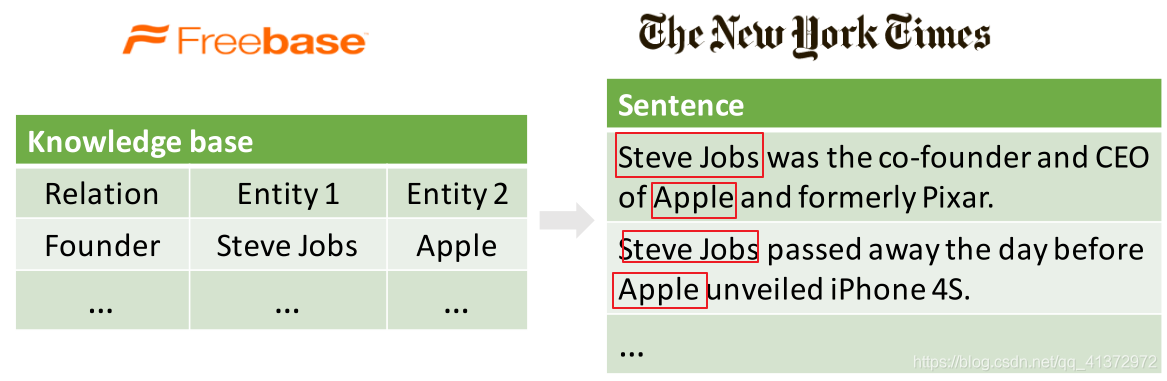 Freebase
Knowledge base
Relation Entity 1 Entity 2
Founder Steve Jobs Apple
... ... ...
The New York Times
Sentence
Steve Jobs was the co-founder and CEO
of Apple and formerly Pixar.
Steve Jobs passed away the day before
Apple unveiled iPhone 4S.
...
https://blog.csdn.net/qq_41372972